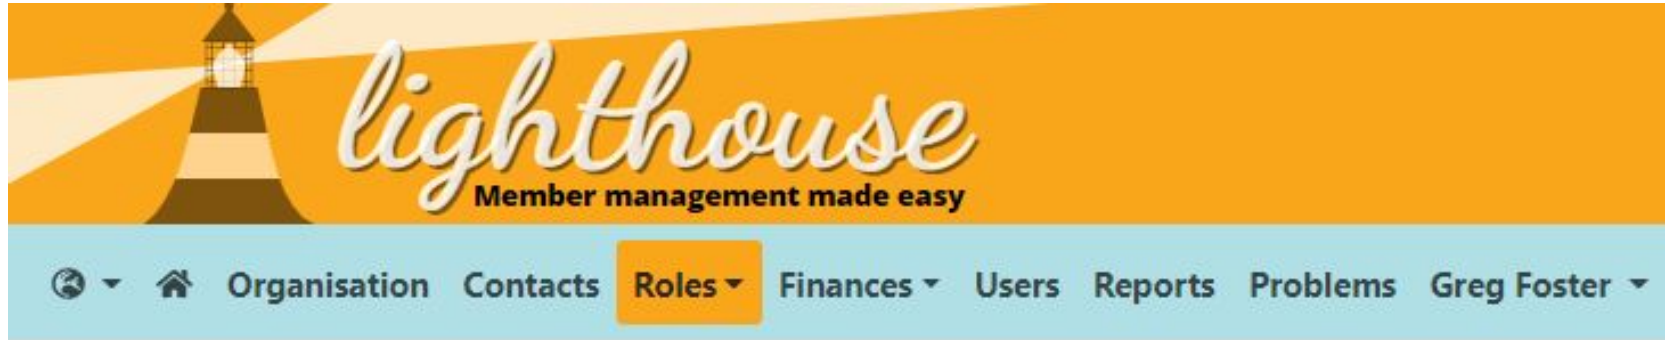 lighthouse
Member management made easy
Organisation Contacts Roles Finances Users Reports Problems Greg Foster